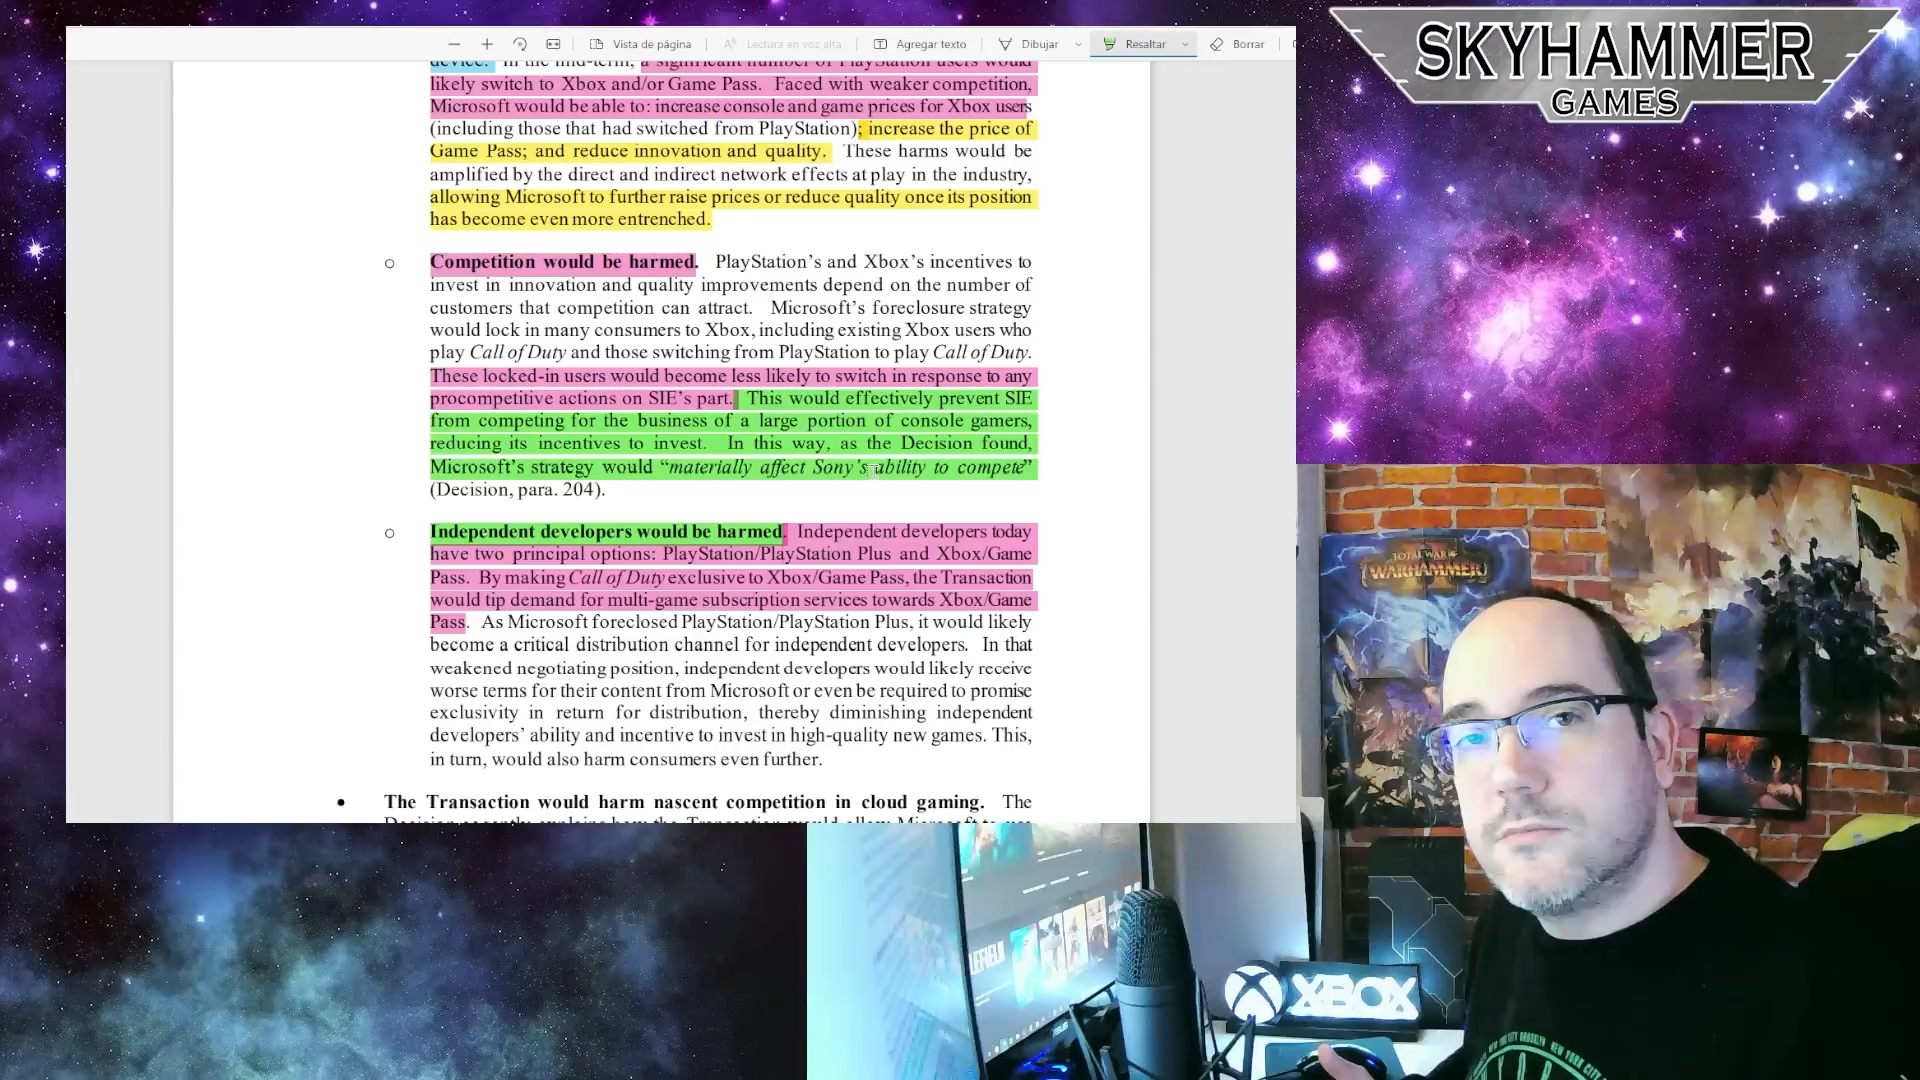 Vista de página
Lectura en voz alta
Agregar texto
Dibujar
Resaltar
Borrar
SKYHAMMER
GAMES
device. In the mid-term, a significant number of PlayStation users would
likely switch to Xbox and/or Game Pass. Faced with weaker competition,
Microsoft would be able to: increase console and game prices for Xbox users
(including those that had switched from PlayStation); increase the price of
Game Pass; and reduce innovation and quality. These harms would be
amplified by the direct and indirect network effects at play in the industry,
allowing Microsoft to further raise prices or reduce quality once its position
has become even more entrenched.
Competition would be harmed. PlayStation's and Xbox's incentives to
invest in innovation and quality improvements depend on the number of
customers that competition can attract. Microsoft's foreclosure strategy
would lock in many consumers to Xbox, including existing Xbox users who
play Call of Duty and those switching from PlayStation to play Call of Duty.
These locked-in users would become less likely to switch in response to any
procompetitive actions on SIE's part. This would effectively prevent SIE
from competing for the business of a large portion of console gamers,
reducing its incentives to invest. In this way, as the Decision found,
Microsoft's strategy would “materially affect Sony's ability to compete”
(Decision, para. 204).
Independent developers would be harmed. Independent developers today
have two principal options: PlayStation/PlayStation Plus and Xbox/Game
Pass. By making Call of Duty exclusive to Xbox/Game Pass, the Transaction
would tip demand for multi-game subscription services towards Xbox/Game
Pass. As Microsoft foreclosed PlayStation/PlayStation Plus, it would likely
become a critical distribution channel for independent developers. In that
weakened negotiating position, independent developers would likely receive
worse terms for their content from Microsoft or even be required to promise
exclusivity in return for distribution, thereby diminishing independent
developers' ability and incentive to invest in high-quality new games. This,
in turn, would also harm consumers even further.
The Transaction would harm nascent competition in cloud gaming. The
TOTAL WAR
WARHAMMER
XBOX